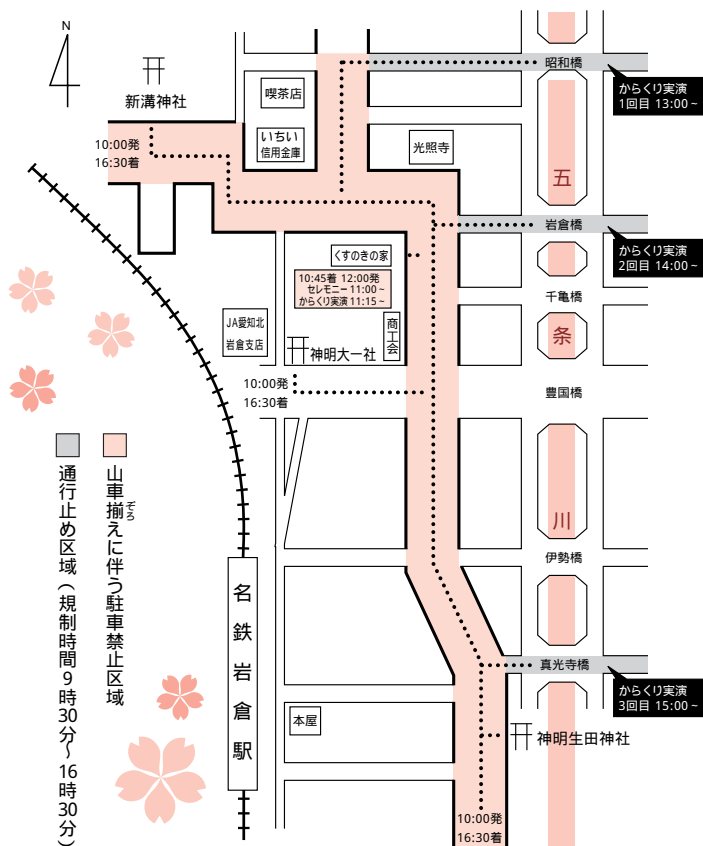 N
新溝神社
喫茶店
いちい
信用金庫
光照寺
昭和橋
からくり実演
1回目 13:00~
10:00発
16:30着
五
岩倉橋
からくり実演
2回目 14:00~
くすのきの家
10:45着 12:00発
セレモニー 11:00~
からくり実演 11:15~
千亀橋
JA愛知北
岩倉支店
神明大一社
商工会
条
10:00発
16:30着
豊国橋
川
伊勢橋
山車揃えに伴う駐車禁止区域
ぞろ
通行止め区域(規制時間9時30分~16時30分)
名鉄岩倉駅
真光寺橋
からくり実演
3回目 15:00~
本屋
神明生田神社
10:00発
16:30着